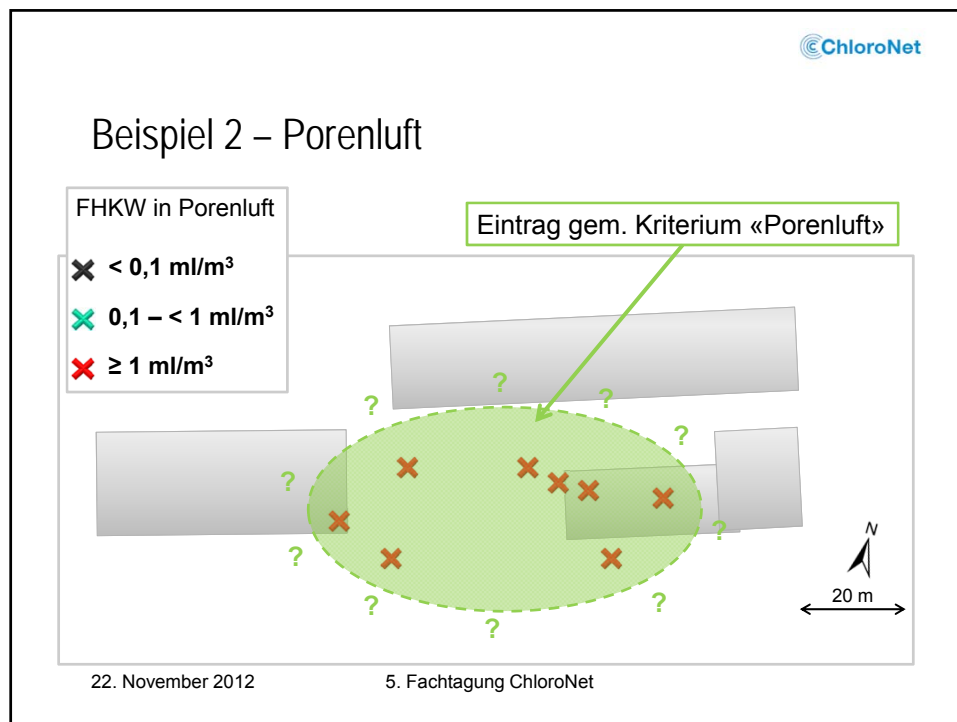 ChloroNet
Beispiel 2 – Porenluft
FHKW in Porenluft
< 0,1 ml/m³
0,1 – < 1 ml/m³
≥ 1 ml/m³
Eintrag gem. Kriterium «Porenluft»
? ? ? ? ? ? ? ? ? ? ?
N
20 m
22. November 2012
5. Fachtagung ChloroNet